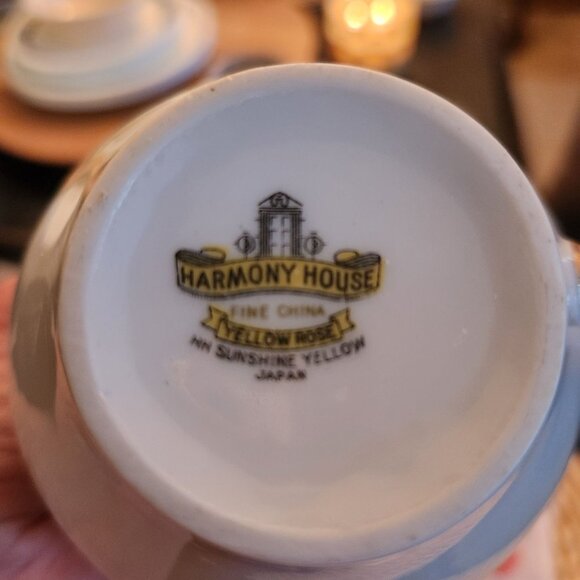 HARMONY HOUSE
FINE CHINA
YELLOW ROSE
HH SUNSHINE YELLOW
JAPAN